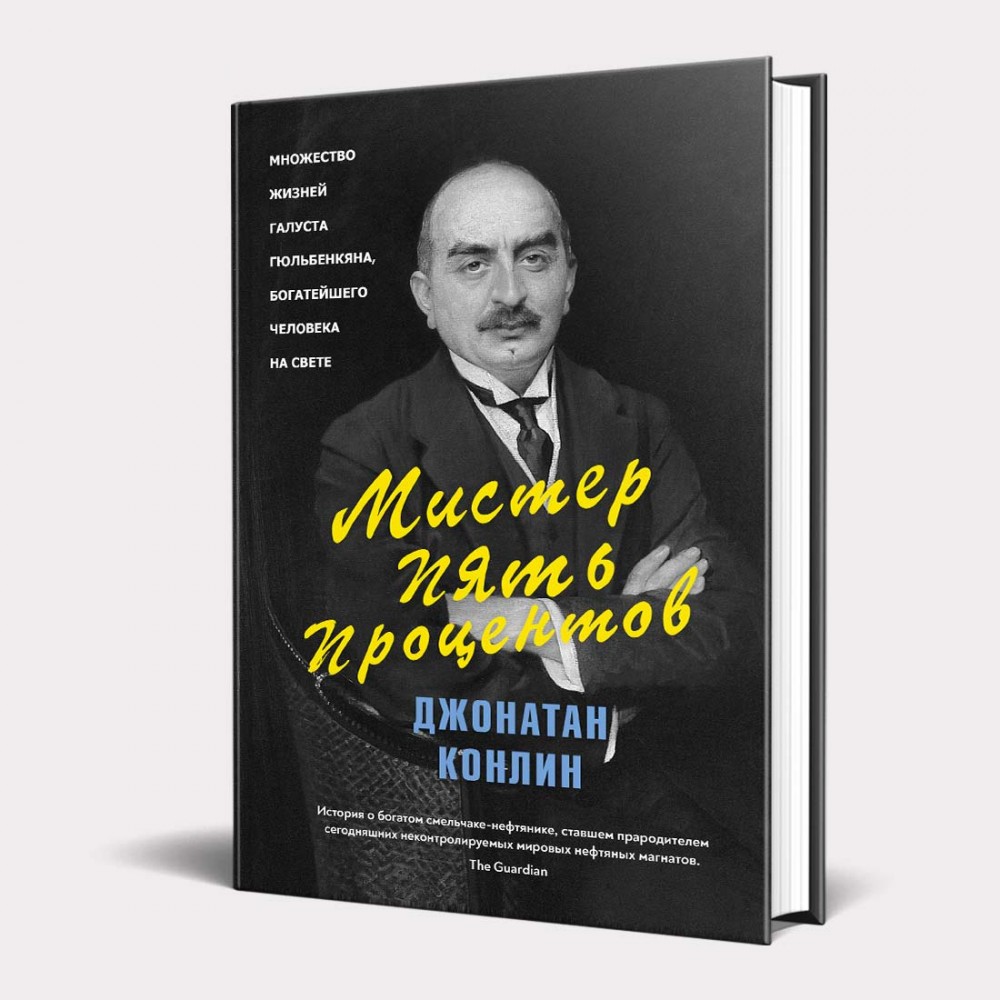 МНОЖЕСТВО
ЖИЗНЕЙ
ГАЛУСТА
ГЮЛЬБЕНКЯНА,
БОГАТЕЙШЕГО
ЧЕЛОВЕКА
НА СВЕТЕ
Мистер
Пять
Процентов
ДЖОНАТАН
КОНЛИН
История о богатом смельчаке-нефтянике, ставшем прародителем
сегодняшних неконтролируемых мировых нефтяных магнатов.
The Guardian